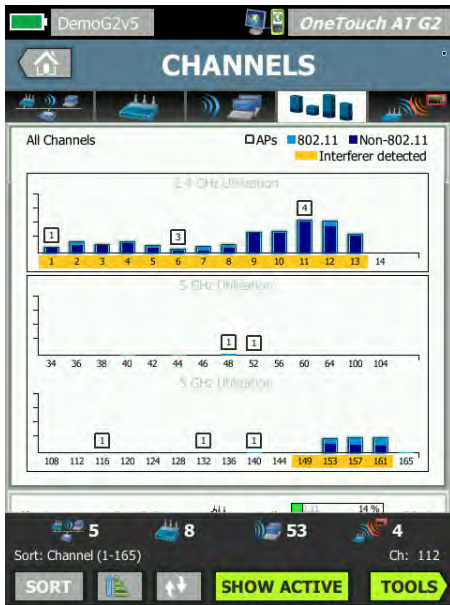 DemoG2v5
OneTouch AT G2
CHANNELS
All Channels
APs 802.11 Non-802.11
Interferer detected
2.4 GHz Utilization
1 3 4
1 2 3 4 5 6 7 8 9 10 11 12 13 14
5 GHz Utilization
1 1
34 36 38 40 42 44 46 48 52 56 60 64 100 104
5 GHz Utilization
1 1 1
108 112 116 120 124 128 132 136 140 144 149 153 157 161 165
14 %
5 8 53 4
Sort: Channel (1-165)
Ch: 112
SORT
SHOW ACTIVE
TOOLS